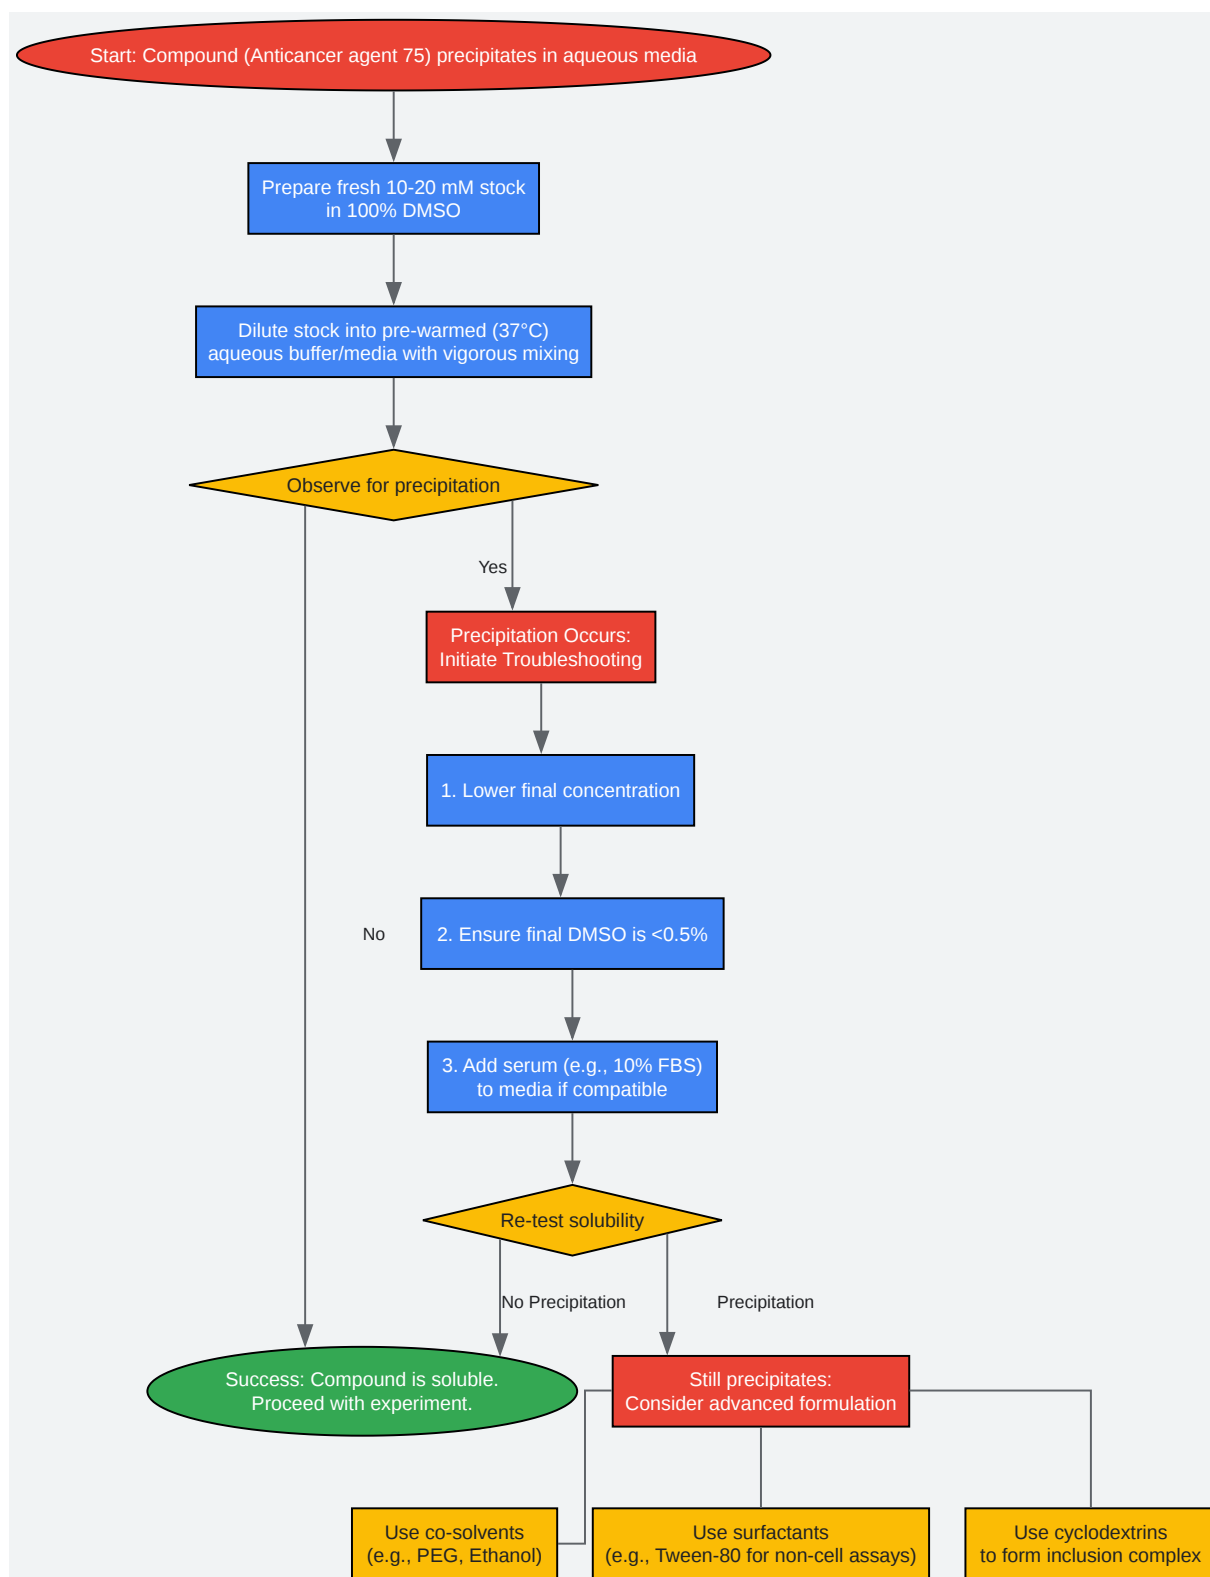 Start: Compound (Anticancer agent 75) precipitates in aqueous media
Prepare fresh 10-20 mM stock
in 100% DMSO
Dilute stock into pre-warmed (37°C)
aqueous buffer/media with vigorous mixing
Observe for precipitation
Yes
Precipitation Occurs:
Initiate Troubleshooting
1. Lower final concentration
No
2. Ensure final DMSO is <0.5%
3. Add serum (e.g., 10% FBS)
to media if compatible
Re-test solubility
No Precipitation
Precipitation
Success: Compound is soluble.
Proceed with experiment.
Still precipitates:
Consider advanced formulation
Use co-solvents
(e.g., PEG, Ethanol)
Use surfactants
(e.g., Tween-80 for non-cell assays)
Use cyclodextrins
to form inclusion complex